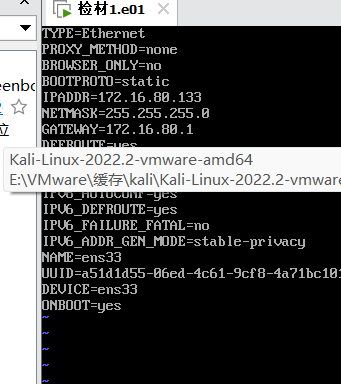 检材1.e01
eenbo
位
TYPE=Ethernet
PROXY_METHOD=none
BROWSER_ONLY=no
BOOTPROTO=static
IPADDR=172.16.80.133
NETMASK=255.255.255.0
GATEWAY=172.16.80.1
DEFROUTE=yes
Kali-Linux-2022.2-vmware-amd64
E:\VMware\缓存\kali\Kali-Linux-2022.2-vmware
IPV6_AUTOCONF=yes
IPV6_DEFROUTE=yes
IPV6_FAILURE_FATAL=no
IPV6_ADDR_GEN_MODE=stable-privacy
NAME=ens33
UUID=a51d1d55-06ed-4c61-9cf8-4a71bc101
DEVICE=ens33
ONBOOT=yes
~
~
~
~